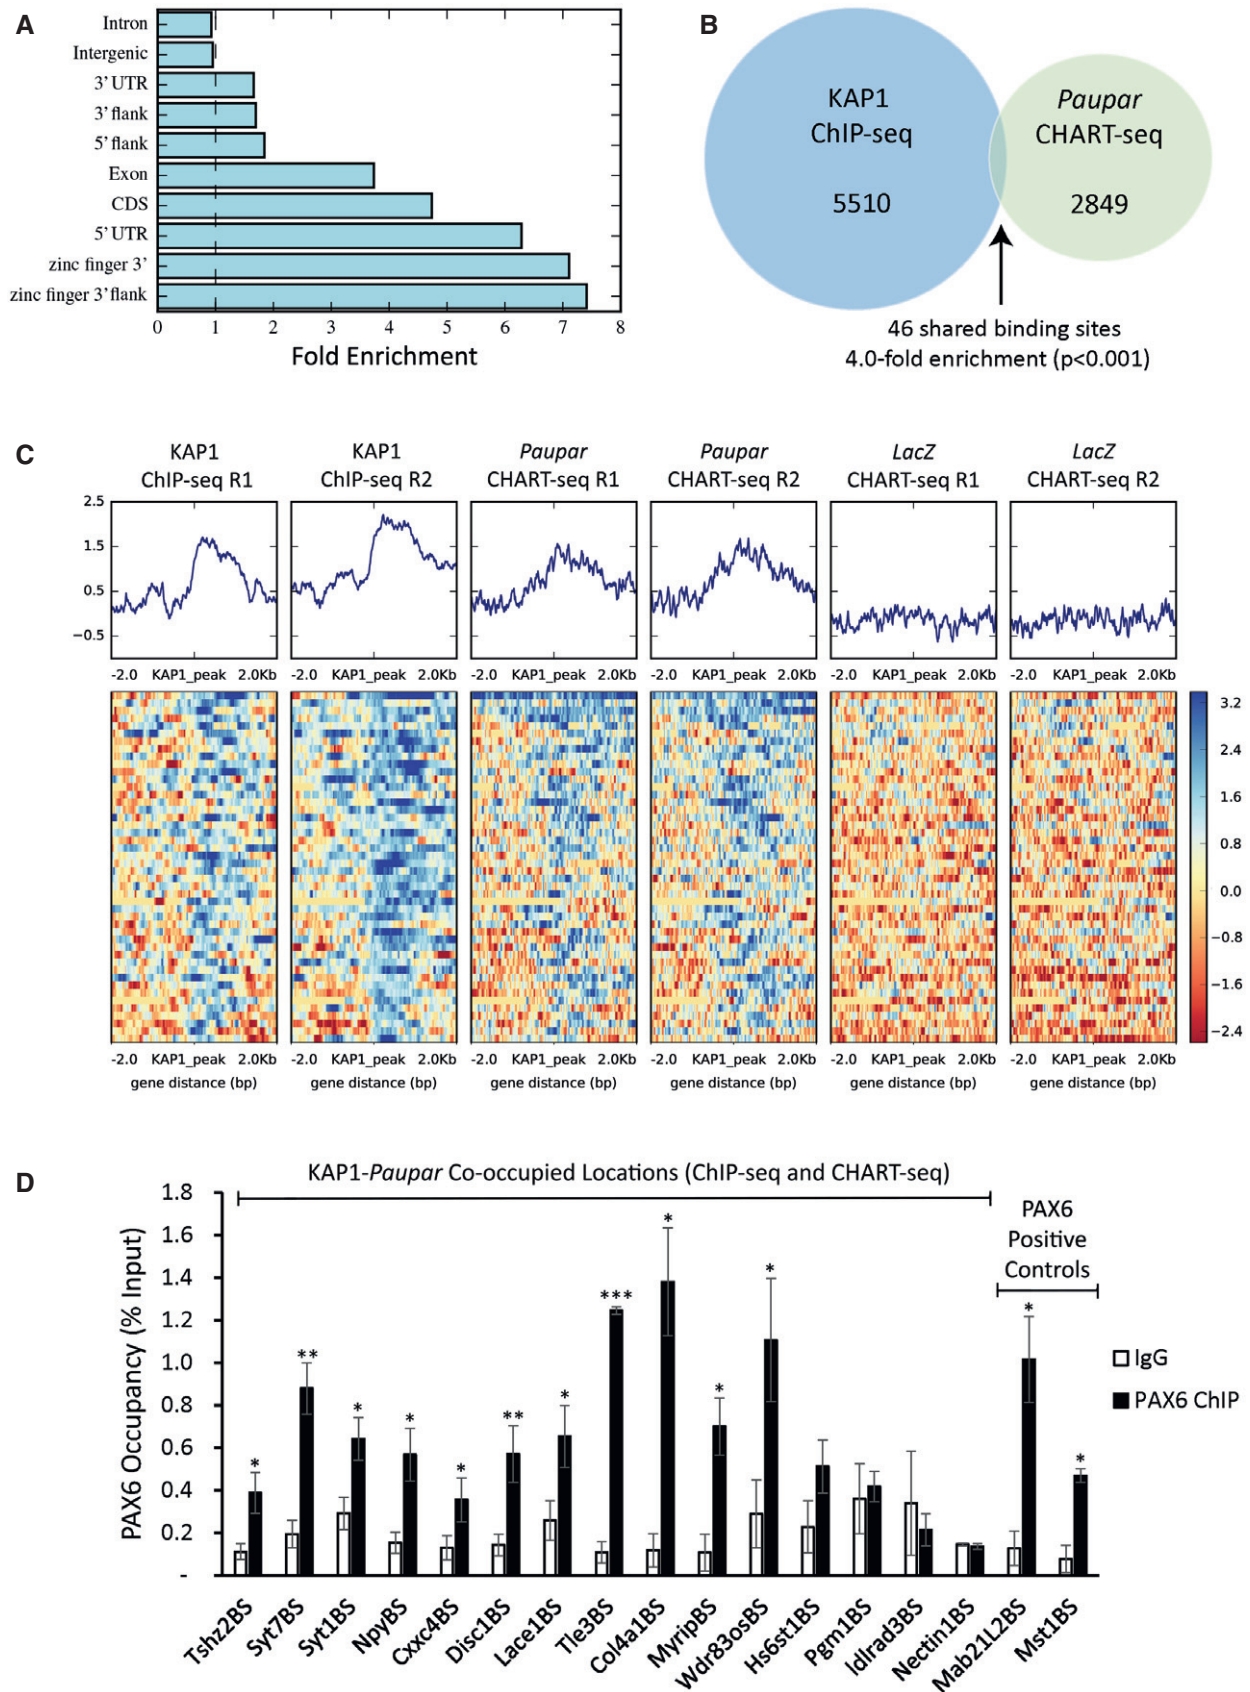 A
Intron
Intergenic
3' UTR
3' flank
5' flank
Exon
CDS
5' UTR
zinc finger 3'
zinc finger 3'flank
0 1 2 3 4 5 6 7 8
Fold Enrichment
B
KAP1
ChIP-seq
5510
Paupar
CHART-seq
2849
46 shared binding sites
4.0-fold enrichment (p<0.001)
C
KAP1
ChIP-seq R1
KAP1
ChIP-seq R2
Paupar
CHART-seq R1
Paupar
CHART-seq R2
LacZ
CHART-seq R1
LacZ
CHART-seq R2
2.5
1.5
0.5
−0.5
-2.0 KAP1_peak 2.0Kb
-2.0 KAP1_peak 2.0Kb
-2.0 KAP1_peak 2.0Kb
-2.0 KAP1_peak 2.0Kb
-2.0 KAP1_peak 2.0Kb
-2.0 KAP1_peak 2.0Kb
3.2
2.4
1.6
0.8
0.0
−0.8
−1.6
−2.4
-2.0 KAP1_peak 2.0Kb
-2.0 KAP1_peak 2.0Kb
-2.0 KAP1_peak 2.0Kb
-2.0 KAP1_peak 2.0Kb
-2.0 KAP1_peak 2.0Kb
-2.0 KAP1_peak 2.0Kb
gene distance (bp)
gene distance (bp)
gene distance (bp)
gene distance (bp)
gene distance (bp)
gene distance (bp)
D
KAP1-Paupar Co-occupied Locations (ChIP-seq and CHART-seq)
PAX6
Positive
Controls
PAX6 Occupancy (% Input)
1.8
1.6
1.4
1.2
1.0
0.8
0.6
0.4
0.2
-
*
**
*
*
*
**
*
***
*
*
*
*
*
IgG
PAX6 ChIP
Tshz2BS
Syt7BS
Syt1BS
NpyBS
Cxxc4BS
Disc1BS
Lace1BS
Tle3BS
Col4a1BS
MyripBS
Wdr83osBS
Hs6st1BS
Pgm1BS
ldlrad3BS
Nectin1BS
Mab21L2BS
Mst1BS